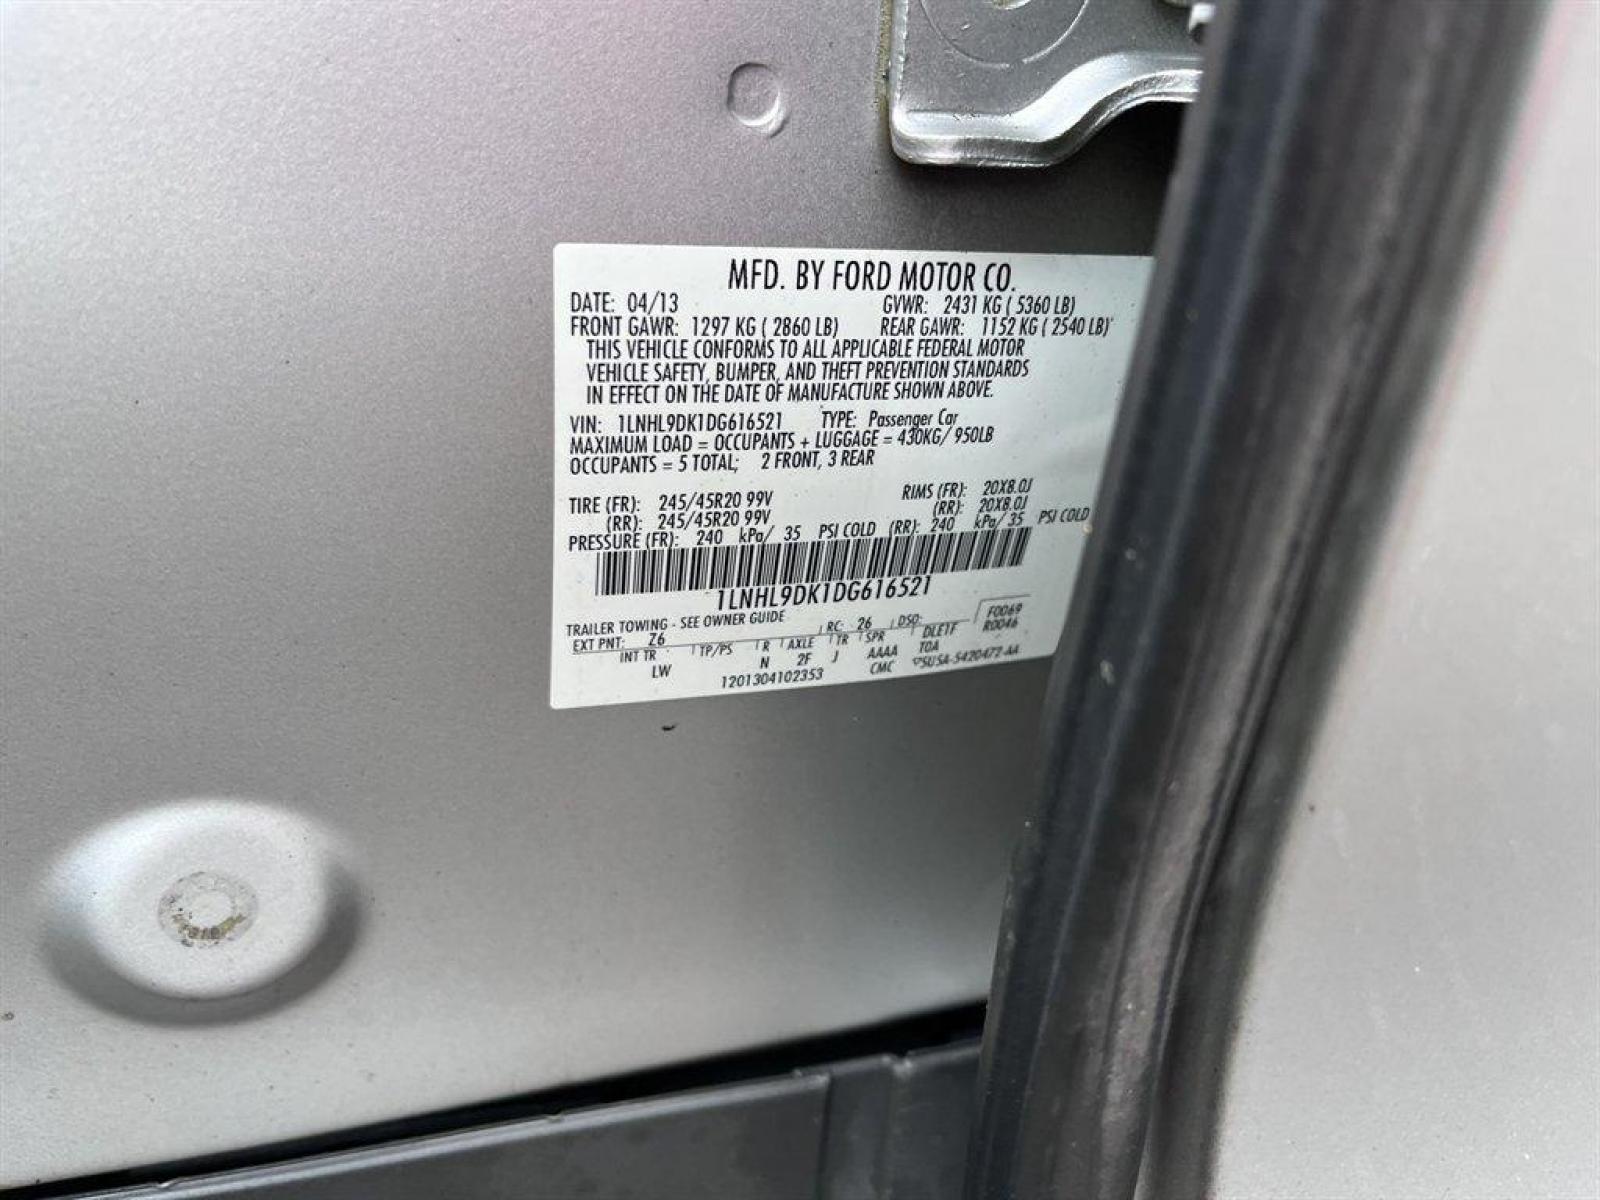 MFD. BY FORD MOTOR CO.
DATE: 04/13 GVWR: 2431 KG ( 5360 LB)
FRONT GAWR: 1297 KG ( 2860 LB) REAR GAWR: 1152 KG ( 2540 LB)
THIS VEHICLE CONFORMS TO ALL APPLICABLE FEDERAL MOTOR
VEHICLE SAFETY, BUMPER, AND THEFT PREVENTION STANDARDS
IN EFFECT ON THE DATE OF MANUFACTURE SHOWN ABOVE.
VIN: 1LNHL9DK1DG616521 TYPE: Passenger Car
MAXIMUM LOAD = OCCUPANTS + LUGGAGE = 430KG/ 950LB
OCCUPANTS = 5 TOTAL; 2 FRONT, 3 REAR
TIRE (FR): 245/45R20 99V RIMS (FR): 20X8.0J
(RR): 245/45R20 99V (RR): 20X8.0J
PRESSURE (FR): 240 kPa/ 35 PSI COLD (RR): 240 kPa/ 35 PSI COLD
1LNHL9DK1DG616521
TRAILER TOWING - SEE OWNER GUIDE
EXT PNT: Z6 RC: 26 DSO: F0069
INT TR TP/PS R AXLE TR SPR DLE1F R0046
LW N 2F J AAAA T0A
1201304102353 CMC 5U5A-5420472-AA